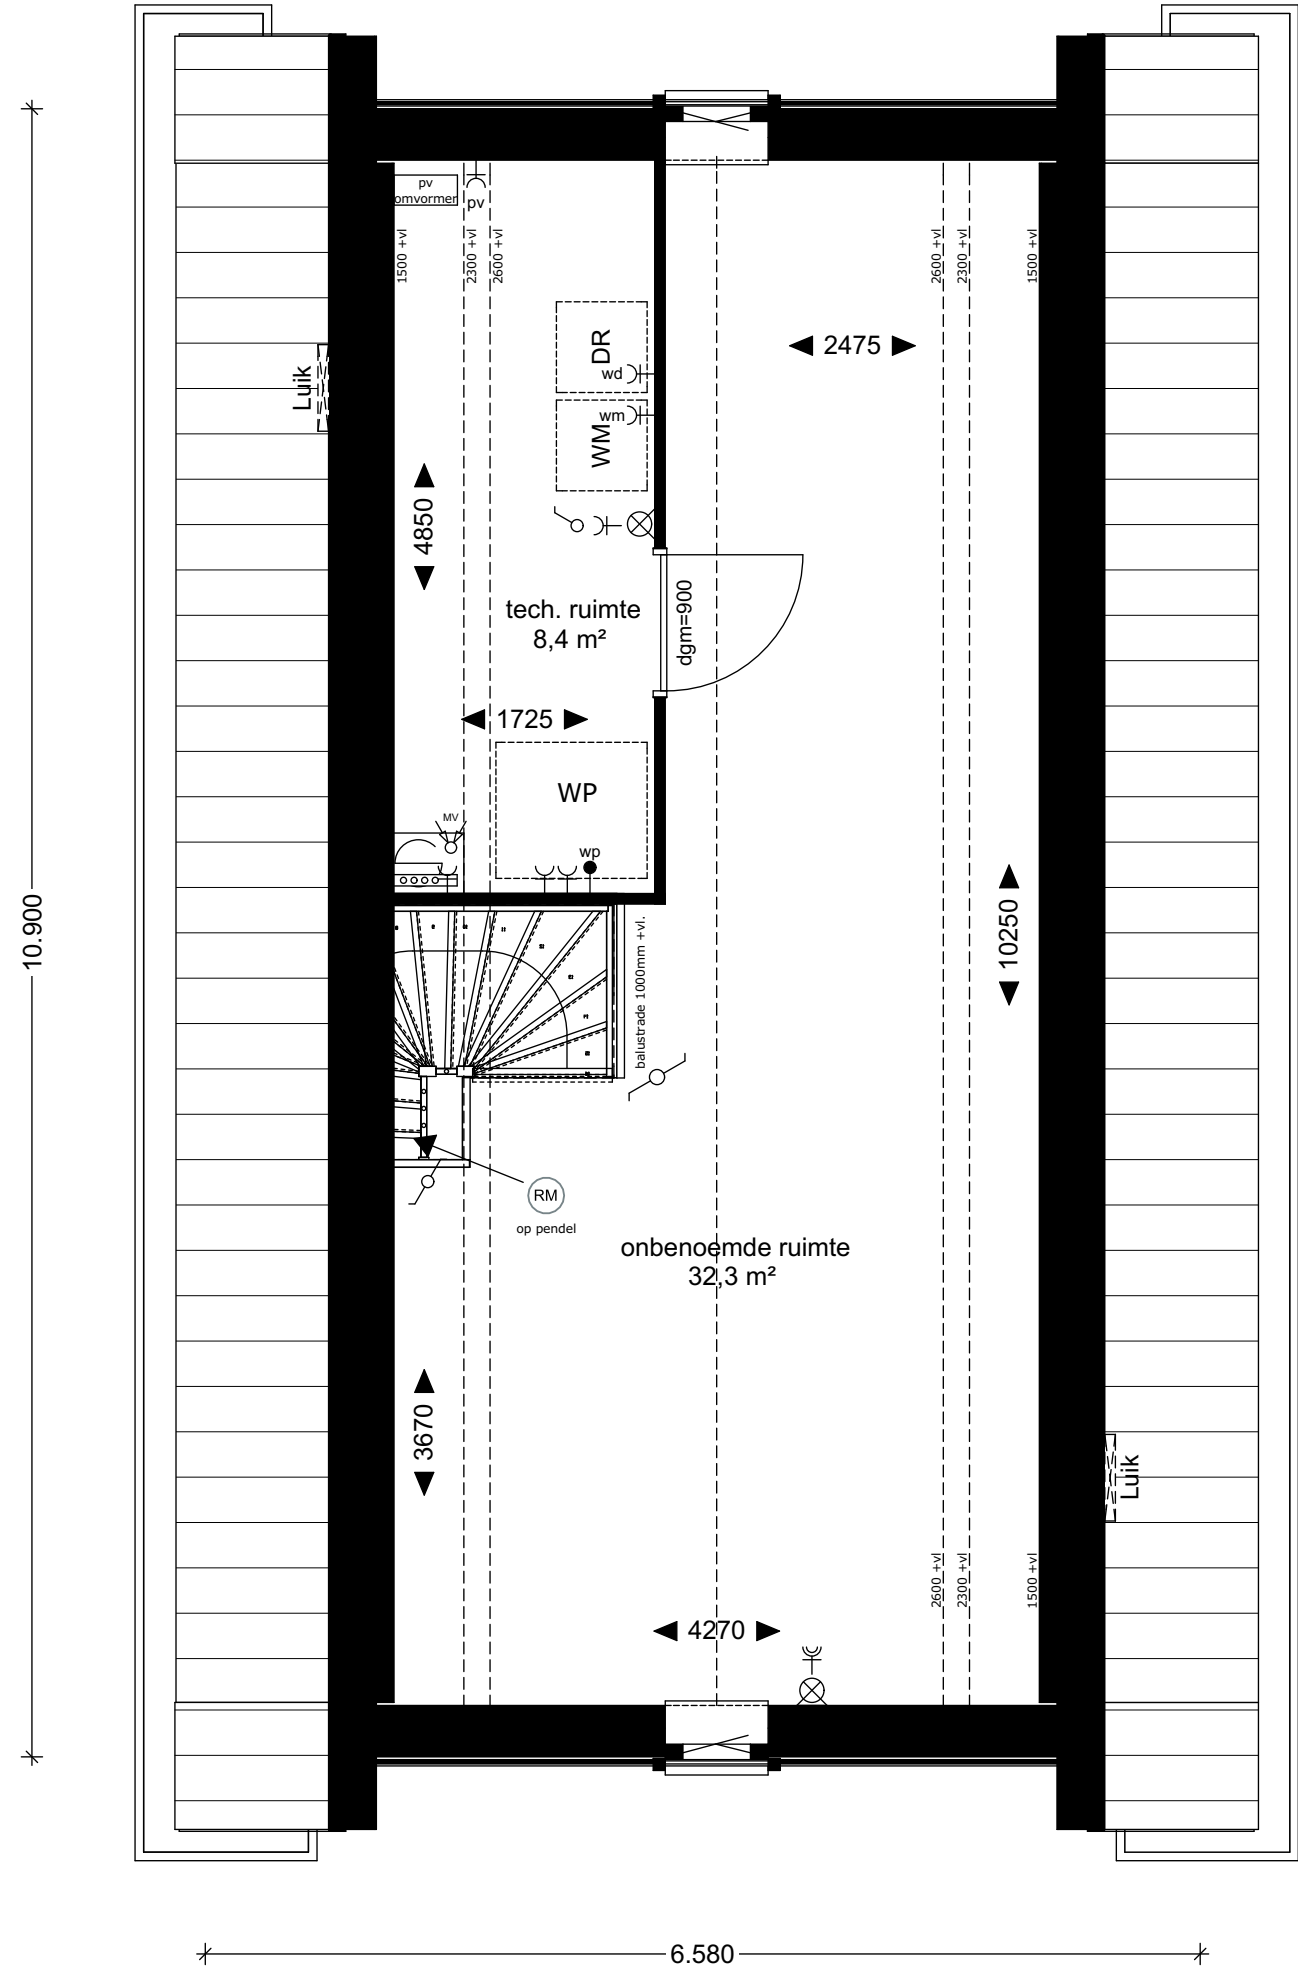 pv
omvormer
pv
1500 +vl
2300 +vl
2600 +vl
2600 +vl
2300 +vl
1500 +vl
DR
wd
2475
Luik
wm
WM
4850
tech. ruimte
8,4 m²
dgm=900
1725
WP
MV
wp
10.900
10250
balustrade 1000mm +vl.
RM
op pendel
onbenoemde ruimte
32,3 m²
3670
Luik
2600 +vl
2300 +vl
1500 +vl
4270
6.580